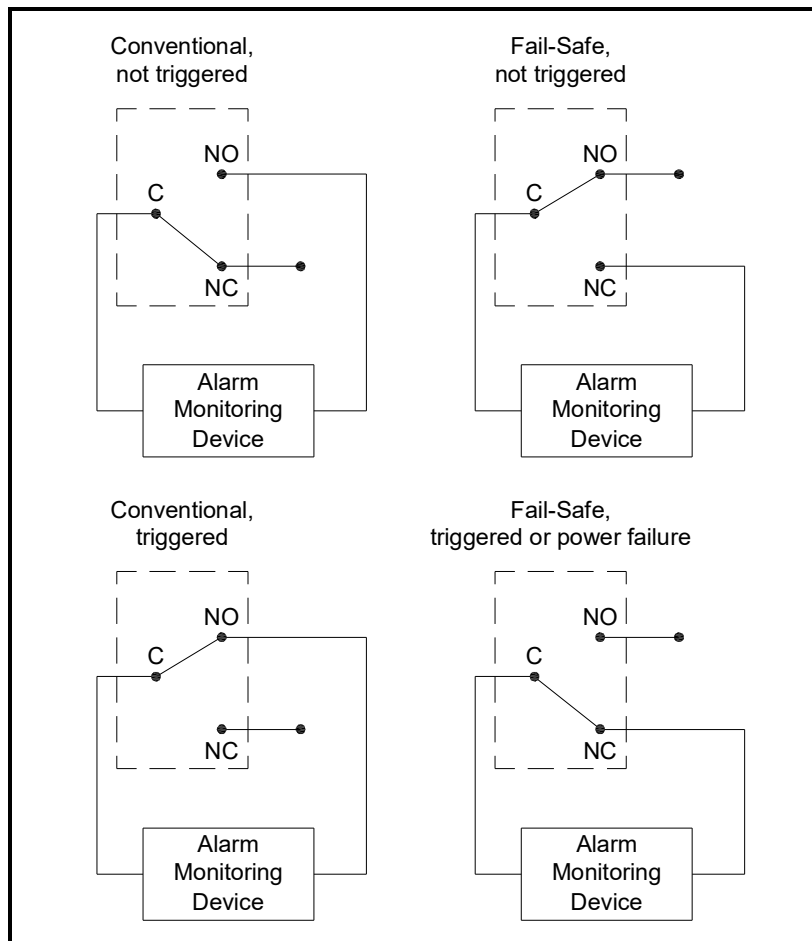 Conventional,
not triggered
NO
C
NC
Alarm
Monitoring
Device
Fail-Safe,
not triggered
NO
C
NC
Alarm
Monitoring
Device
Conventional,
triggered
NO
C
NC
Alarm
Monitoring
Device
Fail-Safe,
triggered or power failure
NO
C
NC
Alarm
Monitoring
Device